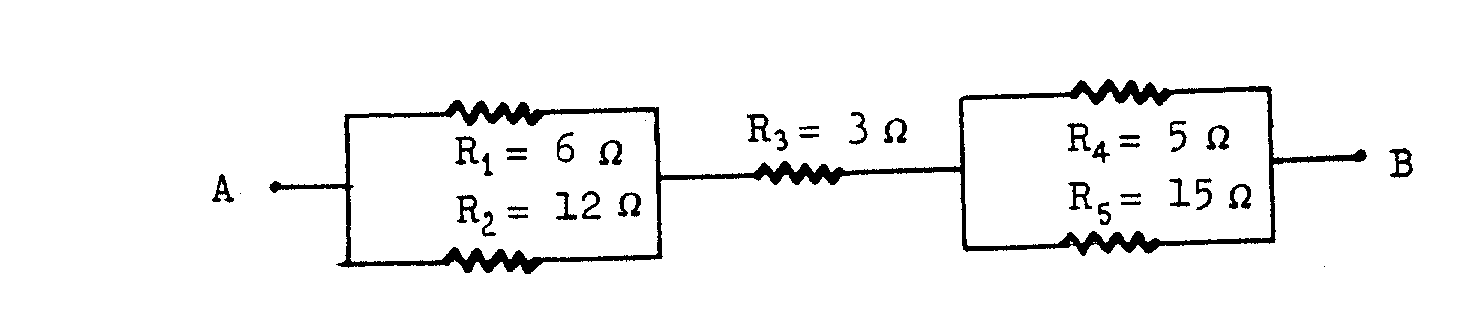 A
R₁ = 6 Ω
R₂ = 12 Ω
R₃ = 3 Ω
R₄ = 5 Ω
R₅ = 15 Ω
B